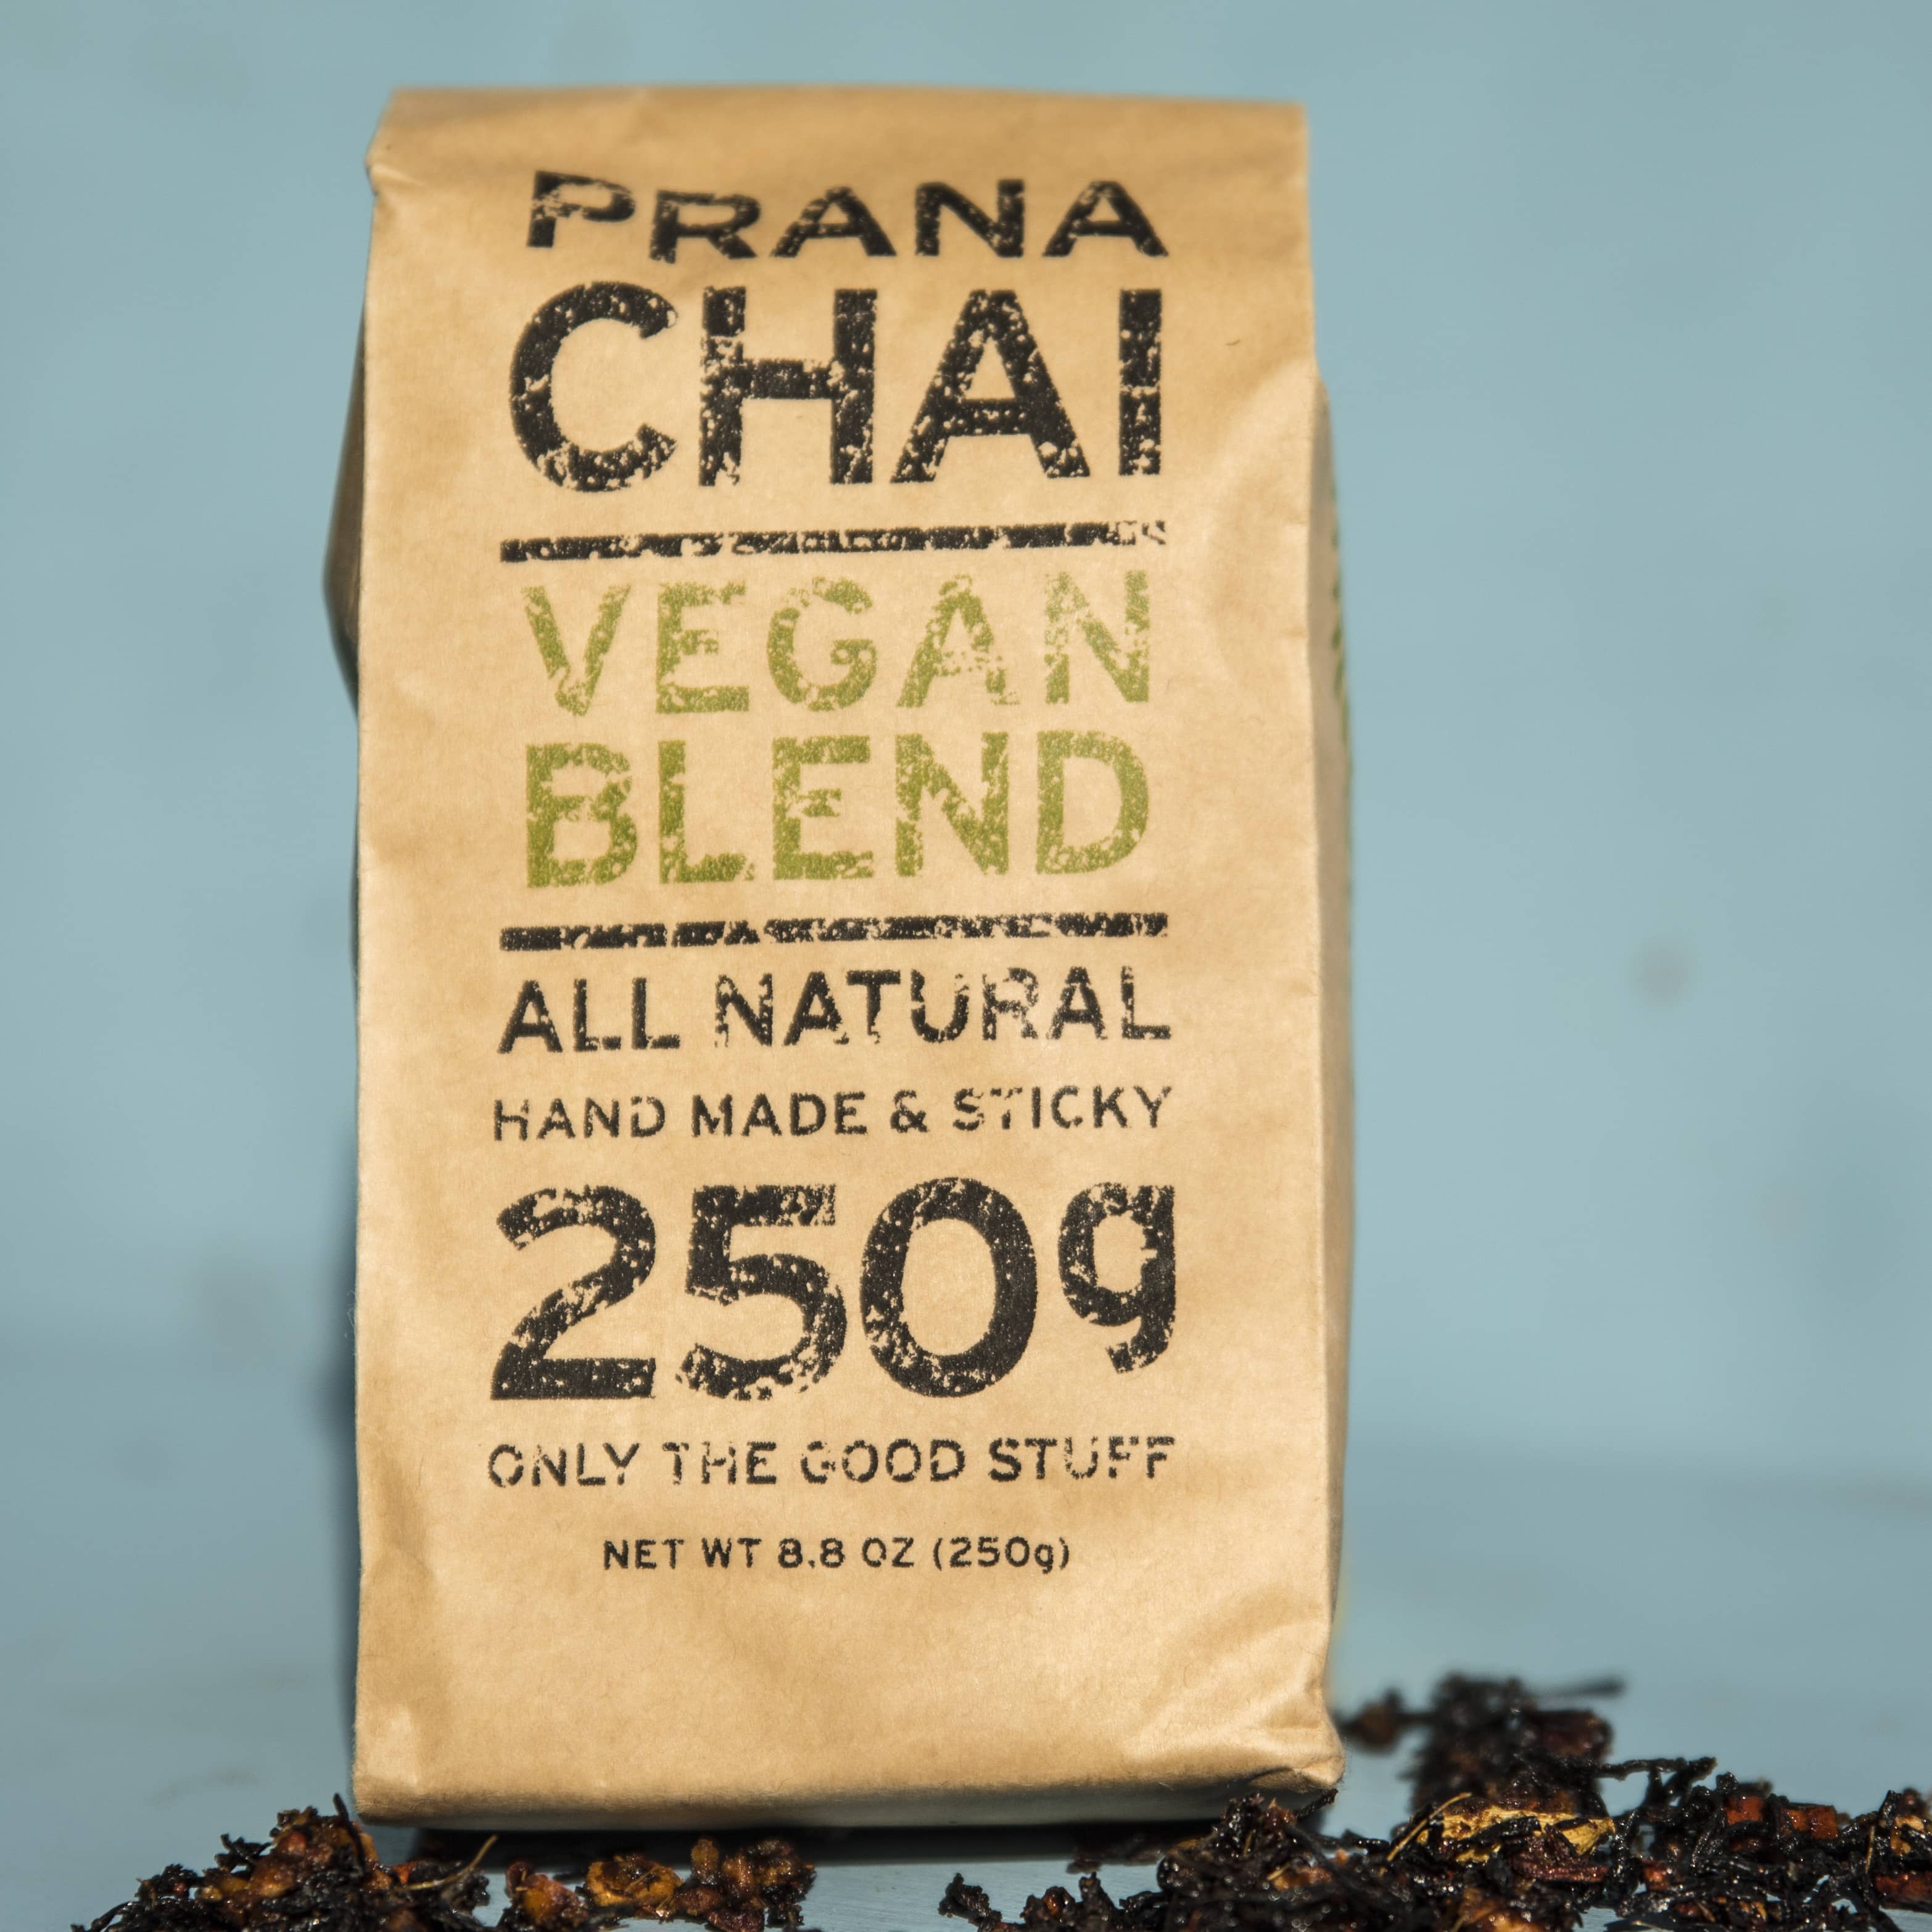 PRANA
CHAI
VEGAN
BLEND
ALL NATURAL
HAND MADE & STICKY
250g
ONLY THE GOOD STUFF
NET WT 8.8 OZ (250g)